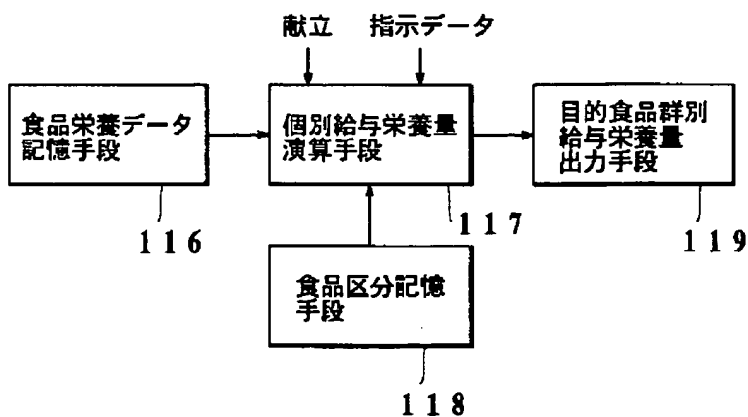 献立 指示データ
食品栄養データ
記憶手段
個別給与栄養量
演算手段
目的食品群別
給与栄養量
出力手段
116
117
119
食品区分記憶
手段
118